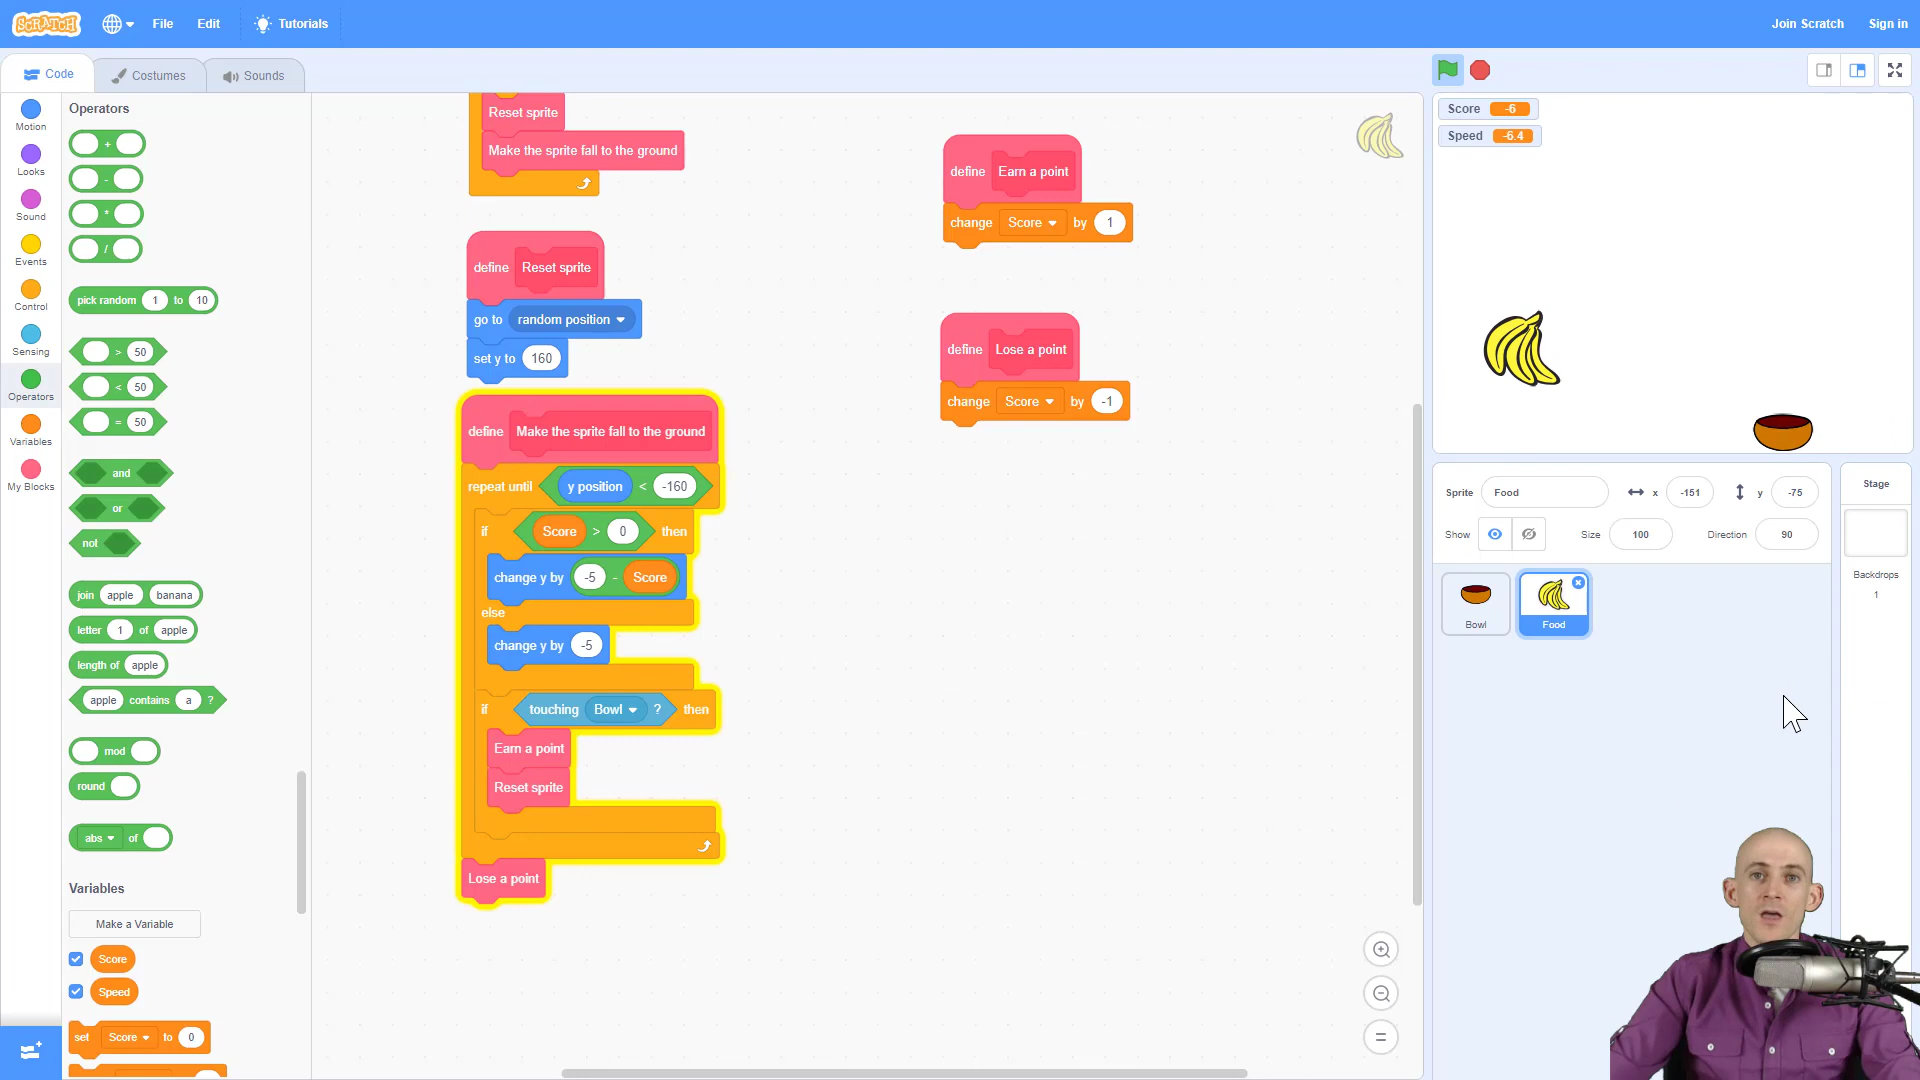 SCRATCH File Edit Tutorials Join Scratch Sign in
Code Costumes Sounds
Motion
Looks
Sound
Events
Control
Sensing
Operators
Variables
My Blocks
Operators
+
-
*
/
pick random 1 to 10
> 50
< 50
= 50
and
or
not
join apple banana
letter 1 of apple
length of apple
apple contains a ?
mod
round
abs of
Variables
Make a Variable
Score
Speed
set Score to 0
Reset sprite
Make the sprite fall to the ground
define Reset sprite
go to random position
set y to 160
define Make the sprite fall to the ground
repeat until y position < -160
if Score > 0 then
change y by -5 - Score
else
change y by -5
if touching Bowl ? then
Earn a point
Reset sprite
Lose a point
define Earn a point
change Score by 1
define Lose a point
change Score by -1
Score -6
Speed -6.4
Sprite Food x -151 y -75
Show Size 100 Direction 90
Bowl
Food
Stage
Backdrops
1